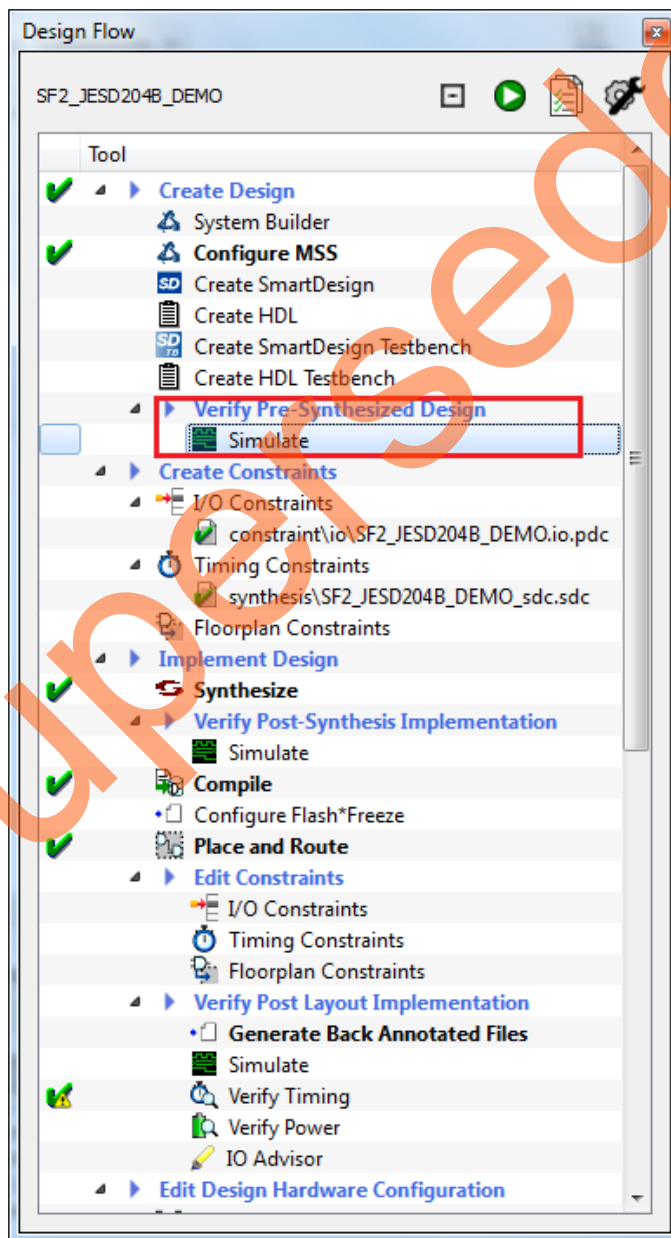 Design Flow
SF2_JESD204B_DEMO
Tool
Create Design
System Builder
Configure MSS
SD Create SmartDesign
Create HDL
SD TB Create SmartDesign Testbench
Create HDL Testbench
Verify Pre-Synthesized Design
Simulate
Create Constraints
I/O Constraints
constraint\io\SF2_JESD204B_DEMO.io.pdc
Timing Constraints
synthesis\SF2_JESD204B_DEMO_sdc.sdc
Floorplan Constraints
Implement Design
Synthesize
Verify Post-Synthesis Implementation
Simulate
Compile
Configure Flash*Freeze
Place and Route
Edit Constraints
I/O Constraints
Timing Constraints
Floorplan Constraints
Verify Post Layout Implementation
Generate Back Annotated Files
Simulate
Verify Timing
Verify Power
IO Advisor
Edit Design Hardware Configuration
upersed